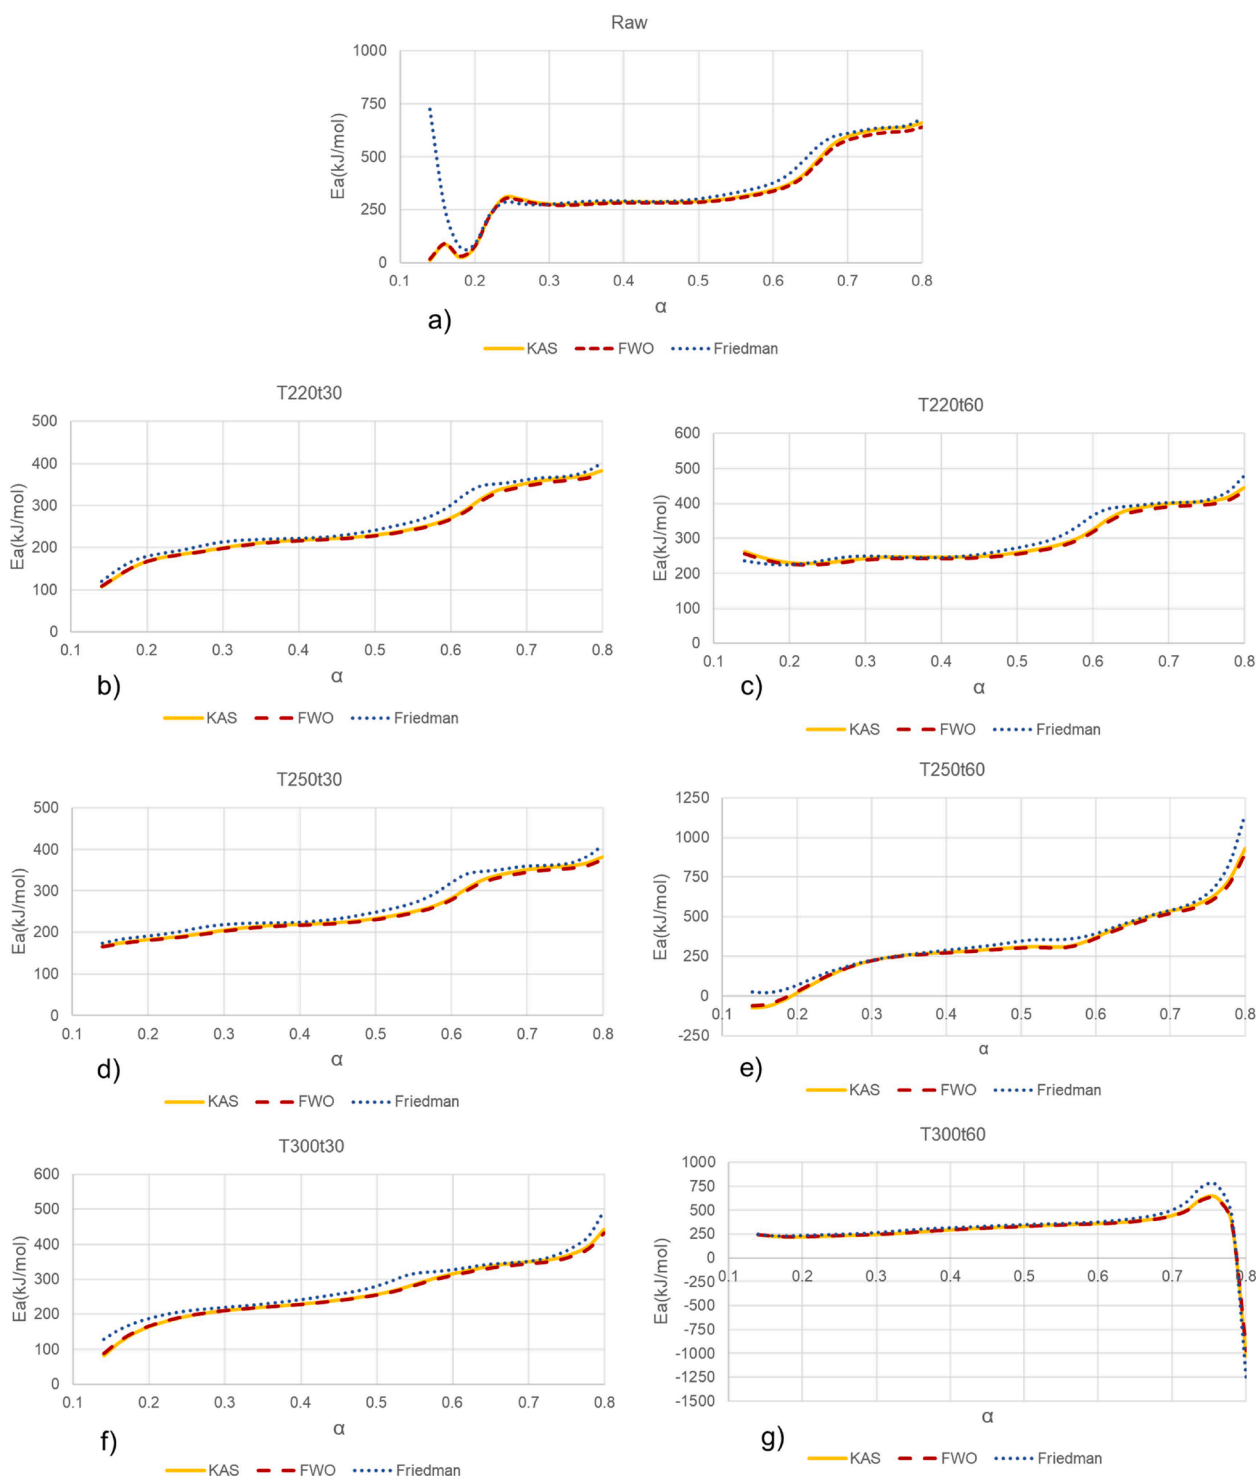 Raw
Ea(kJ/mol)
1000
750
500
250
0
0.1 0.2 0.3 0.4 0.5 0.6 0.7 0.8
α
a)
KAS FWO Friedman
T220t30
Ea(kJ/mol)
500
400
300
200
100
0
0.1 0.2 0.3 0.4 0.5 0.6 0.7 0.8
α
b)
KAS FWO Friedman
T220t60
Ea(kJ/mol)
600
500
400
300
200
100
0
0.1 0.2 0.3 0.4 0.5 0.6 0.7 0.8
α
c)
KAS FWO Friedman
T250t30
Ea(kJ/mol)
500
400
300
200
100
0
0.1 0.2 0.3 0.4 0.5 0.6 0.7 0.8
α
d)
KAS FWO Friedman
T250t60
Ea(kJ/mol)
1250
1000
750
500
250
0
-250
0.1 0.2 0.3 0.4 0.5 0.6 0.7 0.8
α
e)
KAS FWO Friedman
T300t30
Ea(kJ/mol)
600
500
400
300
200
100
0
0.1 0.2 0.3 0.4 0.5 0.6 0.7 0.8
α
f)
KAS FWO Friedman
T300t60
Ea(kJ/mol)
1000
750
500
250
0
-250
-500
-750
-1000
-1250
-1500
0.1 0.2 0.3 0.4 0.5 0.6 0.7 0.8
α
g)
KAS FWO Friedman